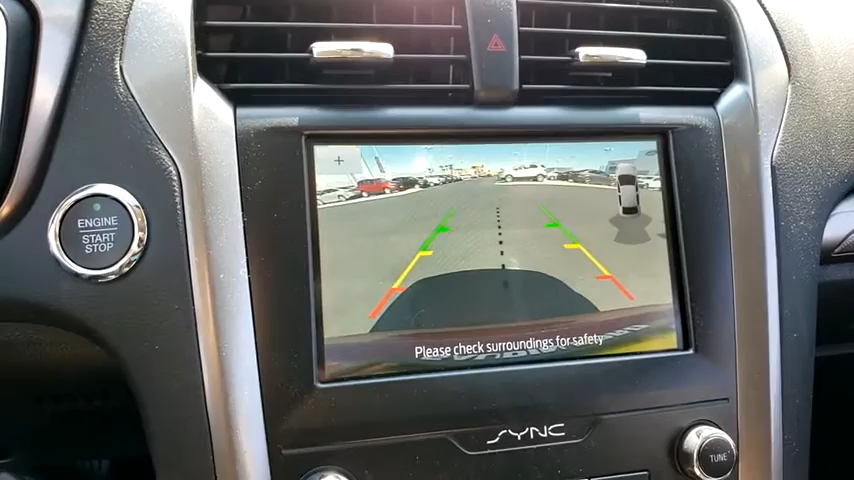 ENGINE
START
STOP
+
Please check surroundings for safety
SYNC
TUNE